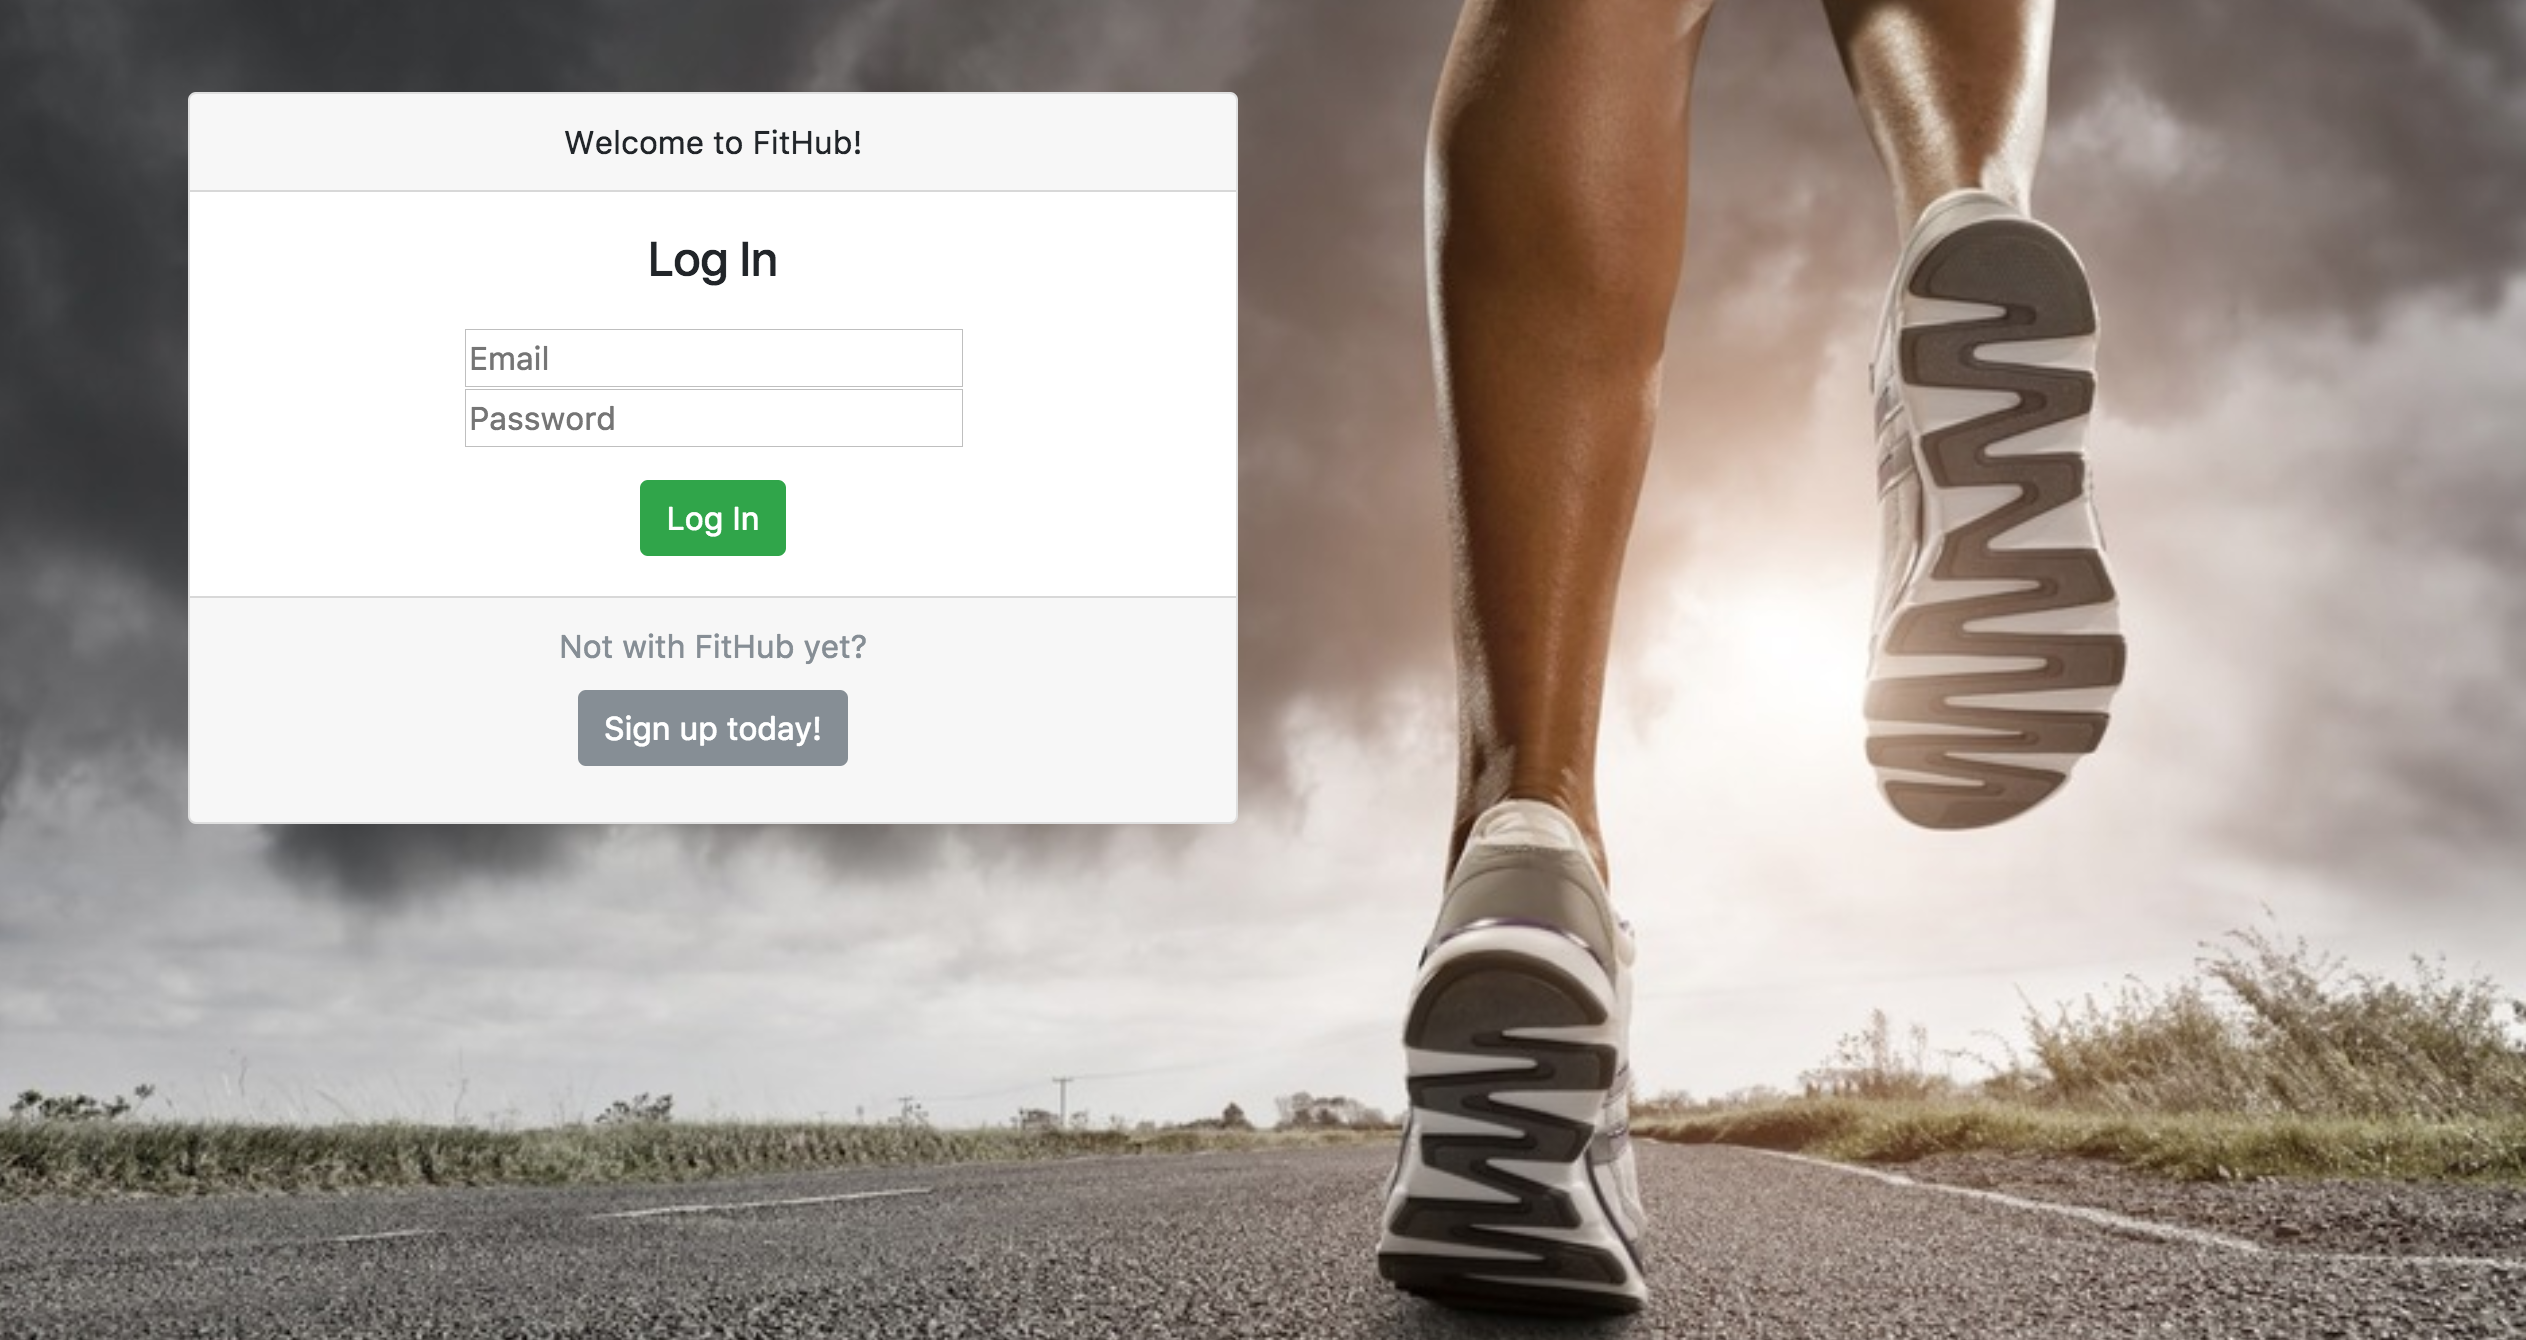 Welcome to FitHub!
Log In
Email
Password
Log In
Not with FitHub yet?
Sign up today!